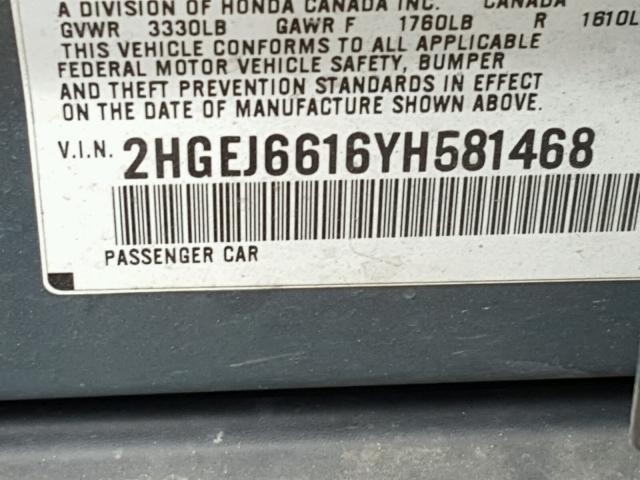 A DIVISION OF HONDA CANADA INC. CANADA
GVWR 3330LB GAWR F 1760LB R 1610L
THIS VEHICLE CONFORMS TO ALL APPLICABLE
FEDERAL MOTOR VEHICLE SAFETY, BUMPER
AND THEFT PREVENTION STANDARDS IN EFFECT
ON THE DATE OF MANUFACTURE SHOWN ABOVE.
V.I.N. 2HGEJ6616YH581468
PASSENGER CAR